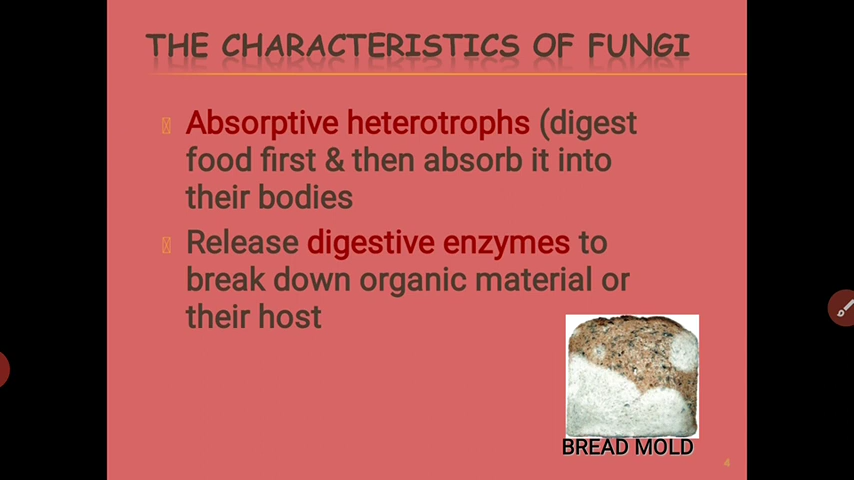 THE CHARACTERISTICS OF FUNGI
Absorptive heterotrophs (digest
food first & then absorb it into
their bodies
Release digestive enzymes to
break down organic material or
their host
BREAD MOLD
4